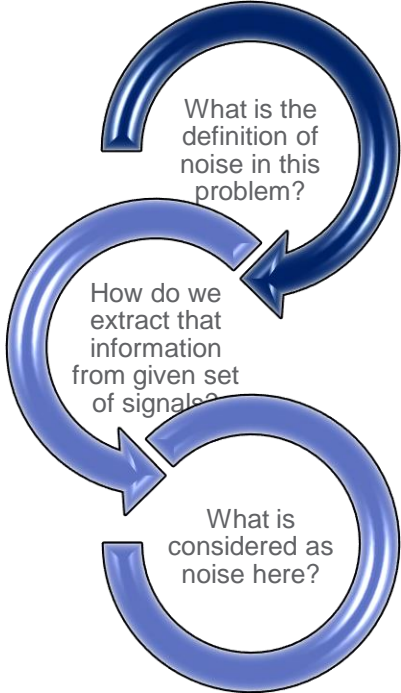 What is the
definition of
noise in this
problem?
How do we
extract that
information
from given set
of signals?
What is
considered as
noise here?